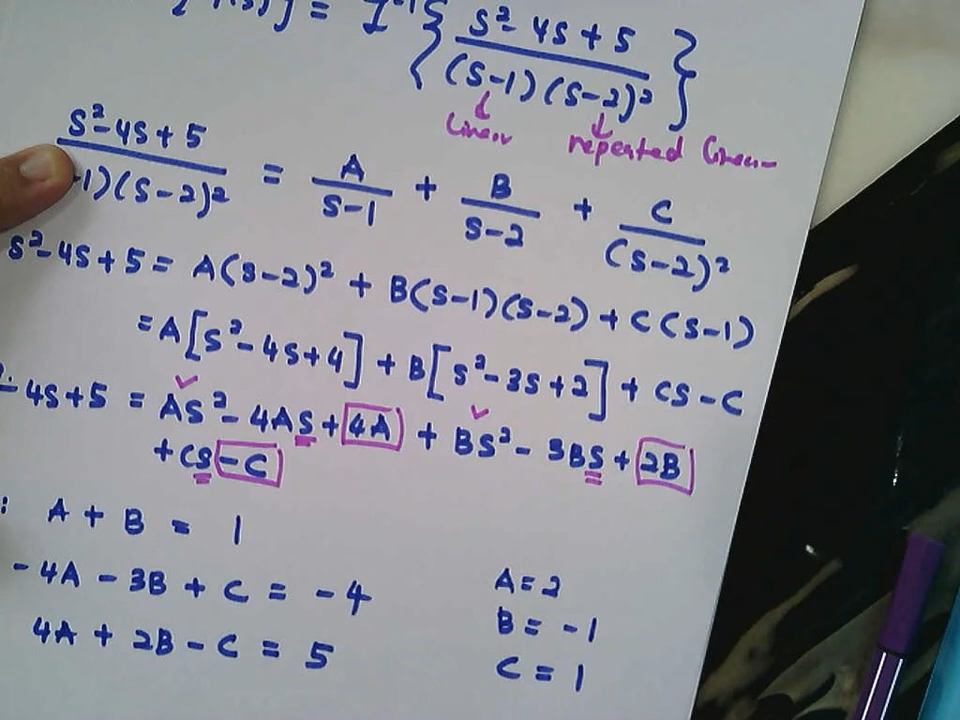 = I⁻¹ { s² - 4s + 5 / (s-1)(s-2)² }
Linear repeated Linear
s² - 4s + 5 / 1)(s-2)² = A / s-1 + B / s-2 + C / (s-2)²
s² - 4s + 5 = A(s-2)² + B(s-1)(s-2) + C(s-1)
= A[s² - 4s + 4] + B[s² - 3s + 2] + Cs - C
- 4s + 5 = As² - 4As + 4A + Bs² - 3Bs + 2B
+ Cs - C
: A + B = 1
- 4A - 3B + C = -4
4A + 2B - C = 5
A = 2
B = -1
C = 1